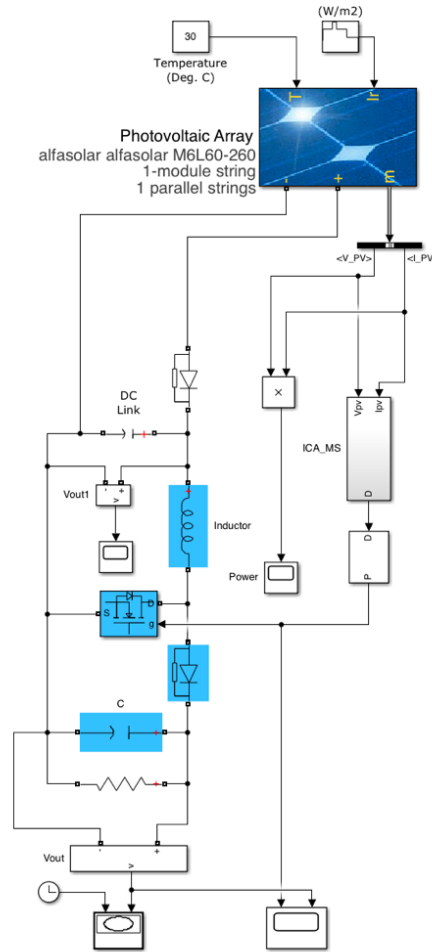 (W/m2)
30
Temperature
(Deg. C)
T
Ir
Photovoltaic Array
alfasolar alfasolar M6L60-260
1-module string
1 parallel strings
-
+
m
<V_PV>
<I_PV
×
DC
Link
Vpv
Ipv
ICA_MS
D
- +
v
Vout1
Inductor
D
P
Power
S
D
g
C
- +
Vout
v